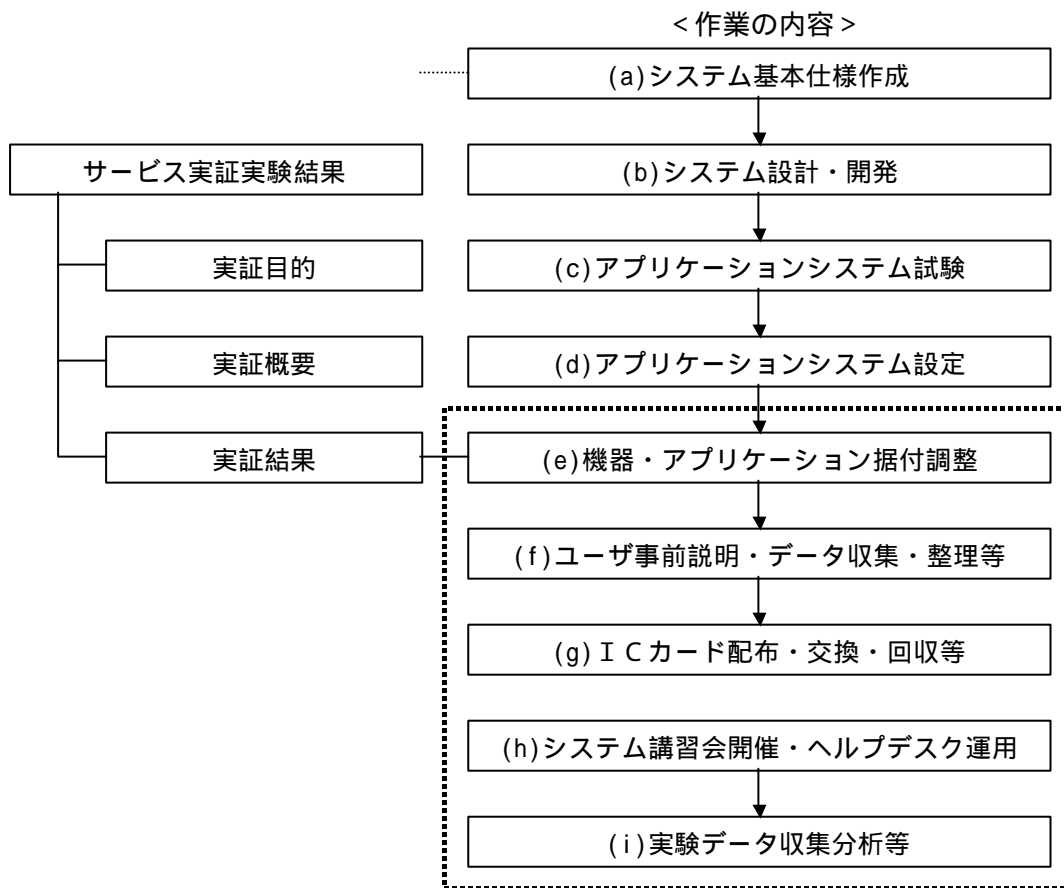 <作業の内容>
(a)システム基本仕様作成
サービス実証実験結果
(b)システム設計・開発
実証目的
(c)アプリケーションシステム試験
実証概要
(d)アプリケーションシステム設定
実証結果
(e)機器・アプリケーション据付調整
(f)ユーザ事前説明・データ収集・整理等
(g)ＩＣカード配布・交換・回収等
(h)システム講習会開催・ヘルプデスク運用
(i)実験データ収集分析等